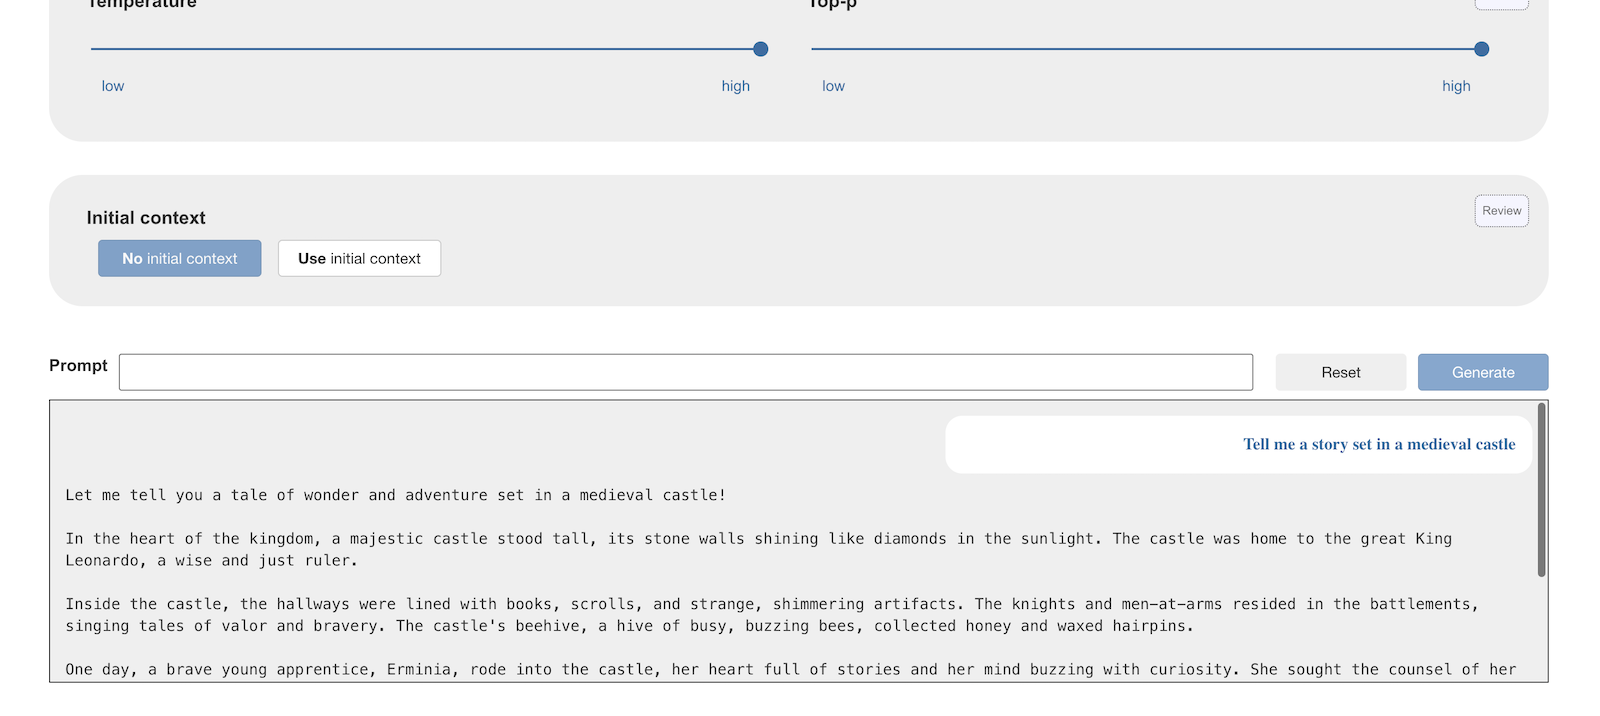 Temperature
Top-p
low
high
low
high
Initial context
Review
No initial context
Use initial context
Prompt
Reset
Generate
Tell me a story set in a medieval castle
Let me tell you a tale of wonder and adventure set in a medieval castle!
In the heart of the kingdom, a majestic castle stood tall, its stone walls shining like diamonds in the sunlight. The castle was home to the great King
Leonardo, a wise and just ruler.
Inside the castle, the hallways were lined with books, scrolls, and strange, shimmering artifacts. The knights and men-at-arms resided in the battlements,
singing tales of valor and bravery. The castle's beehive, a hive of busy, buzzing bees, collected honey and waxed hairpins.
One day, a brave young apprentice, Erminia, rode into the castle, her heart full of stories and her mind buzzing with curiosity. She sought the counsel of her